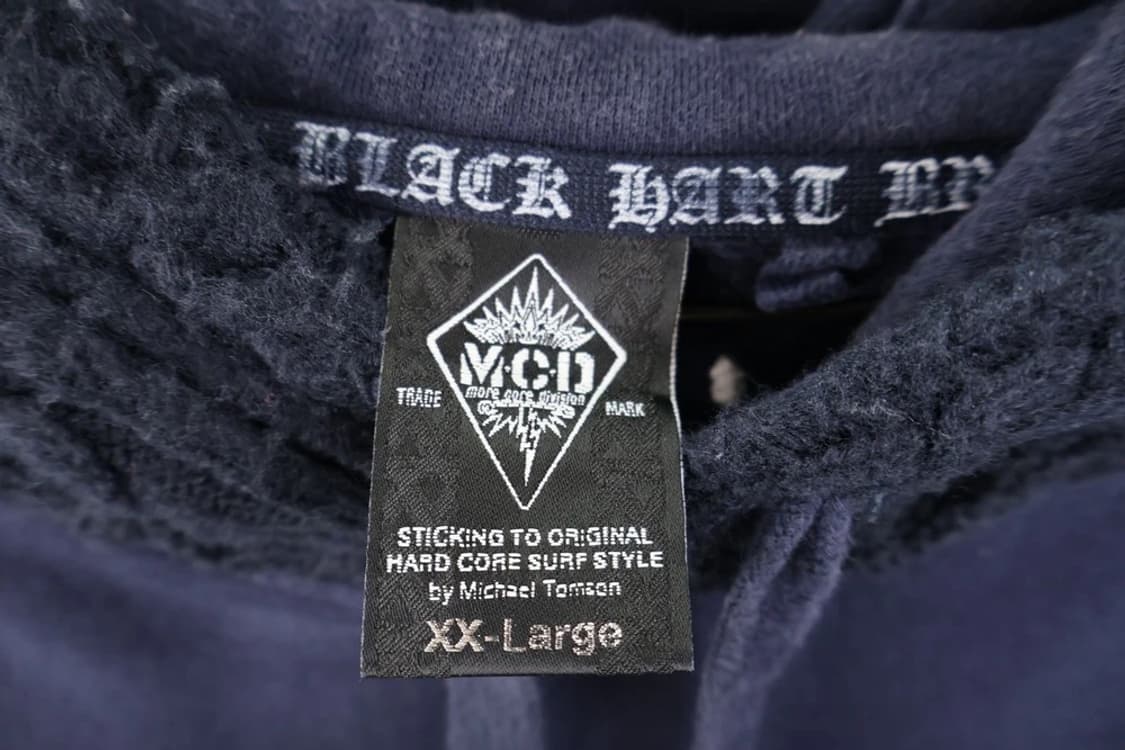 BLACK HART
M·C·D
more core division
TRADE MARK
STICKING TO ORIGINAL
HARD CORE SURF STYLE
by Michael Tomson
XX-Large